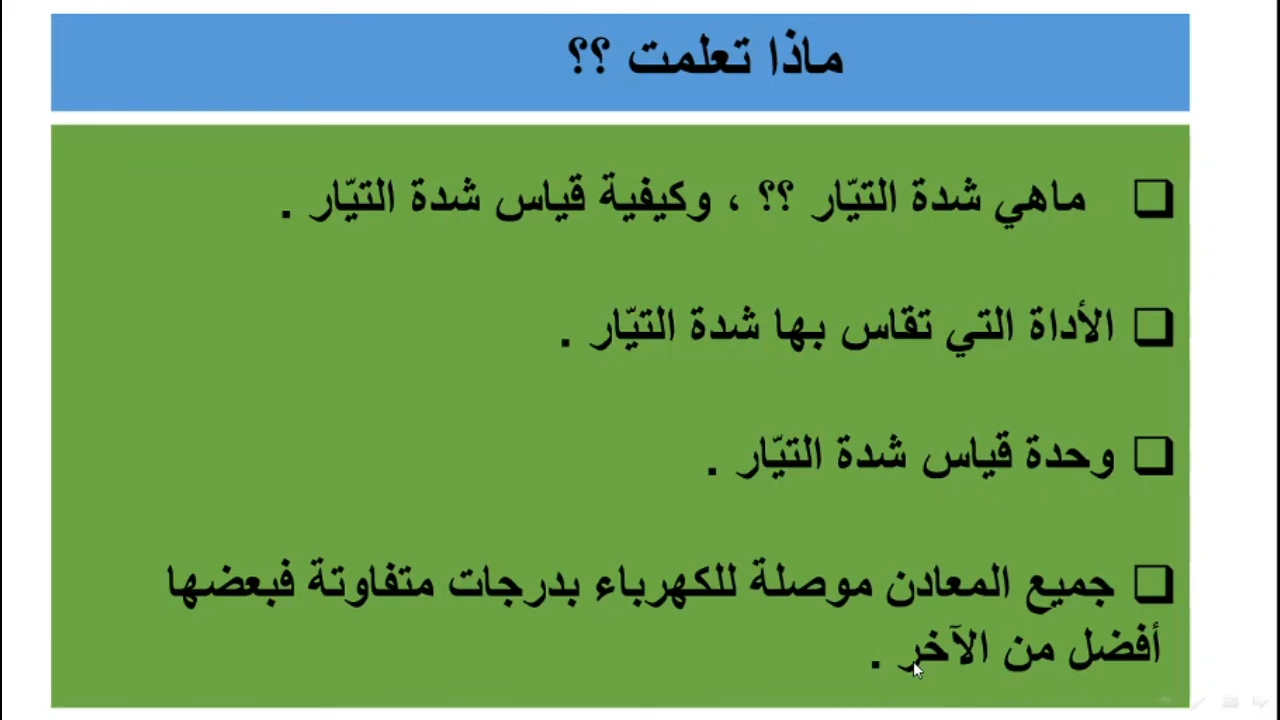 ماذا تعلمت ؟؟
❑ ماهي شدة التيّار ؟؟ ، وكيفية قياس شدة التيّار .
❑ الأداة التي تقاس بها شدة التيّار .
❑ وحدة قياس شدة التيّار .
❑ جميع المعادن موصلة للكهرباء بدرجات متفاوتة فبعضها
أفضل من الآخر .